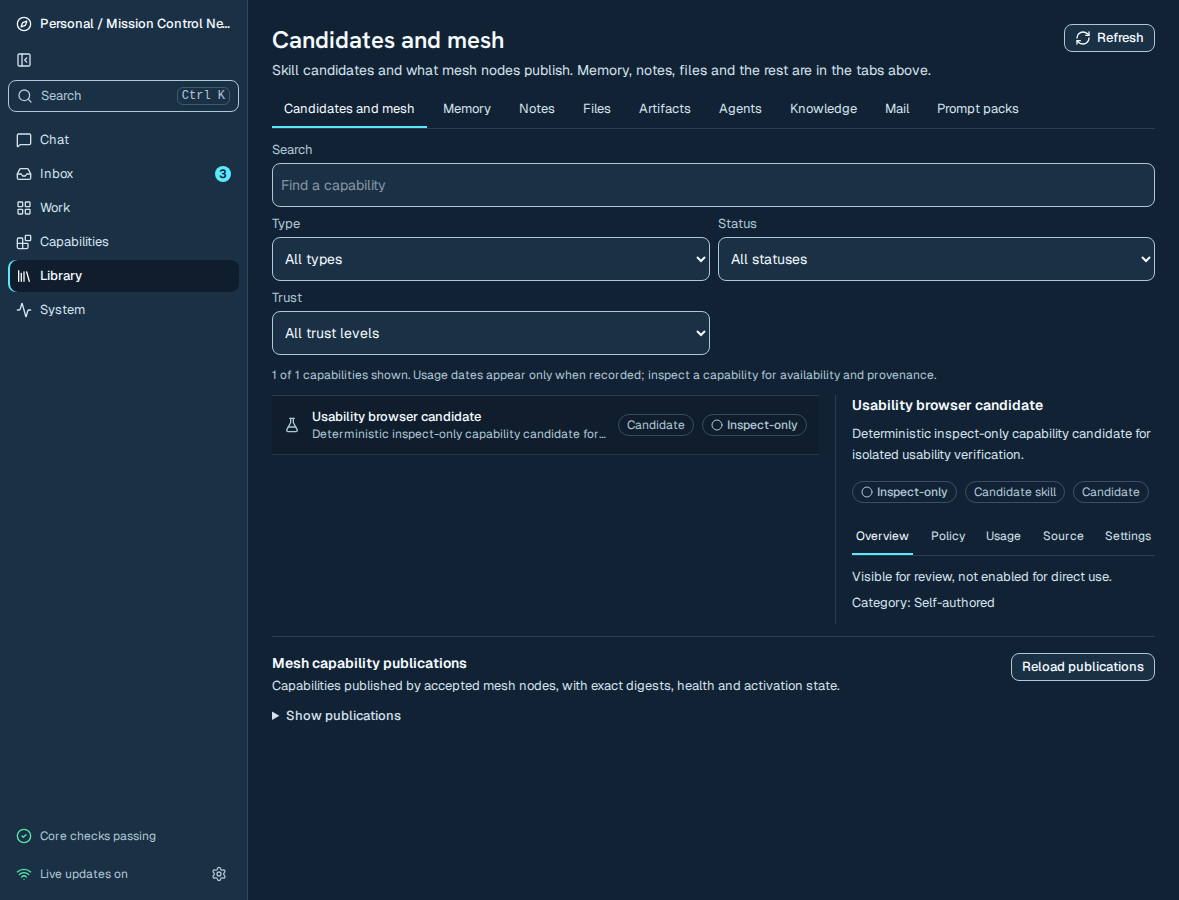 Personal / Mission Control Ne...
Search
Ctrl K
Chat
Inbox
3
Work
Capabilities
Library
System
Core checks passing
Live updates on
Candidates and mesh
Refresh
Skill candidates and what mesh nodes publish. Memory, notes, files and the rest are in the tabs above.
Candidates and mesh
Memory
Notes
Files
Artifacts
Agents
Knowledge
Mail
Prompt packs
Search
Find a capability
Type
Status
All types
All statuses
Trust
All trust levels
1 of 1 capabilities shown. Usage dates appear only when recorded; inspect a capability for availability and provenance.
Usability browser candidate
Deterministic inspect-only capability candidate for...
Candidate
Inspect-only
Usability browser candidate
Deterministic inspect-only capability candidate for
isolated usability verification.
Inspect-only
Candidate skill
Candidate
Overview
Policy
Usage
Source
Settings
Visible for review, not enabled for direct use.
Category: Self-authored
Mesh capability publications
Reload publications
Capabilities published by accepted mesh nodes, with exact digests, health and activation state.
Show publications